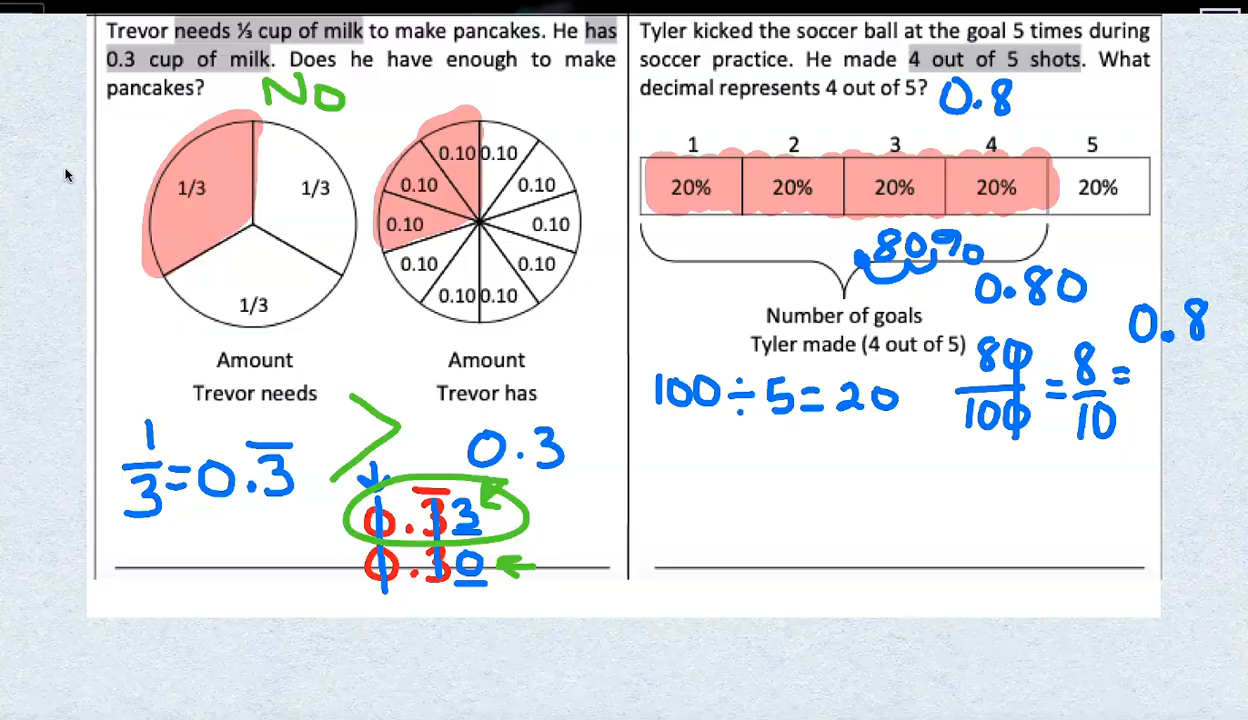 Trevor needs ⅓ cup of milk to make pancakes. He has
0.3 cup of milk. Does he have enough to make
pancakes?
NO
1/3
1/3
1/3
0.10
0.10
0.10
0.10
0.10
0.10
0.10
0.10
0.10
0.10
Amount
Trevor needs
Amount
Trevor has
1/3 = 0.3̅
>
0.3
0.3̅3
0.30
Tyler kicked the soccer ball at the goal 5 times during
soccer practice. He made 4 out of 5 shots. What
decimal represents 4 out of 5?
0.8
1 2 3 4 5
20% 20% 20% 20% 20%
80.%
0.80
Number of goals
Tyler made (4 out of 5)
100 ÷ 5 = 20
80/100 = 8/10 =
0.8